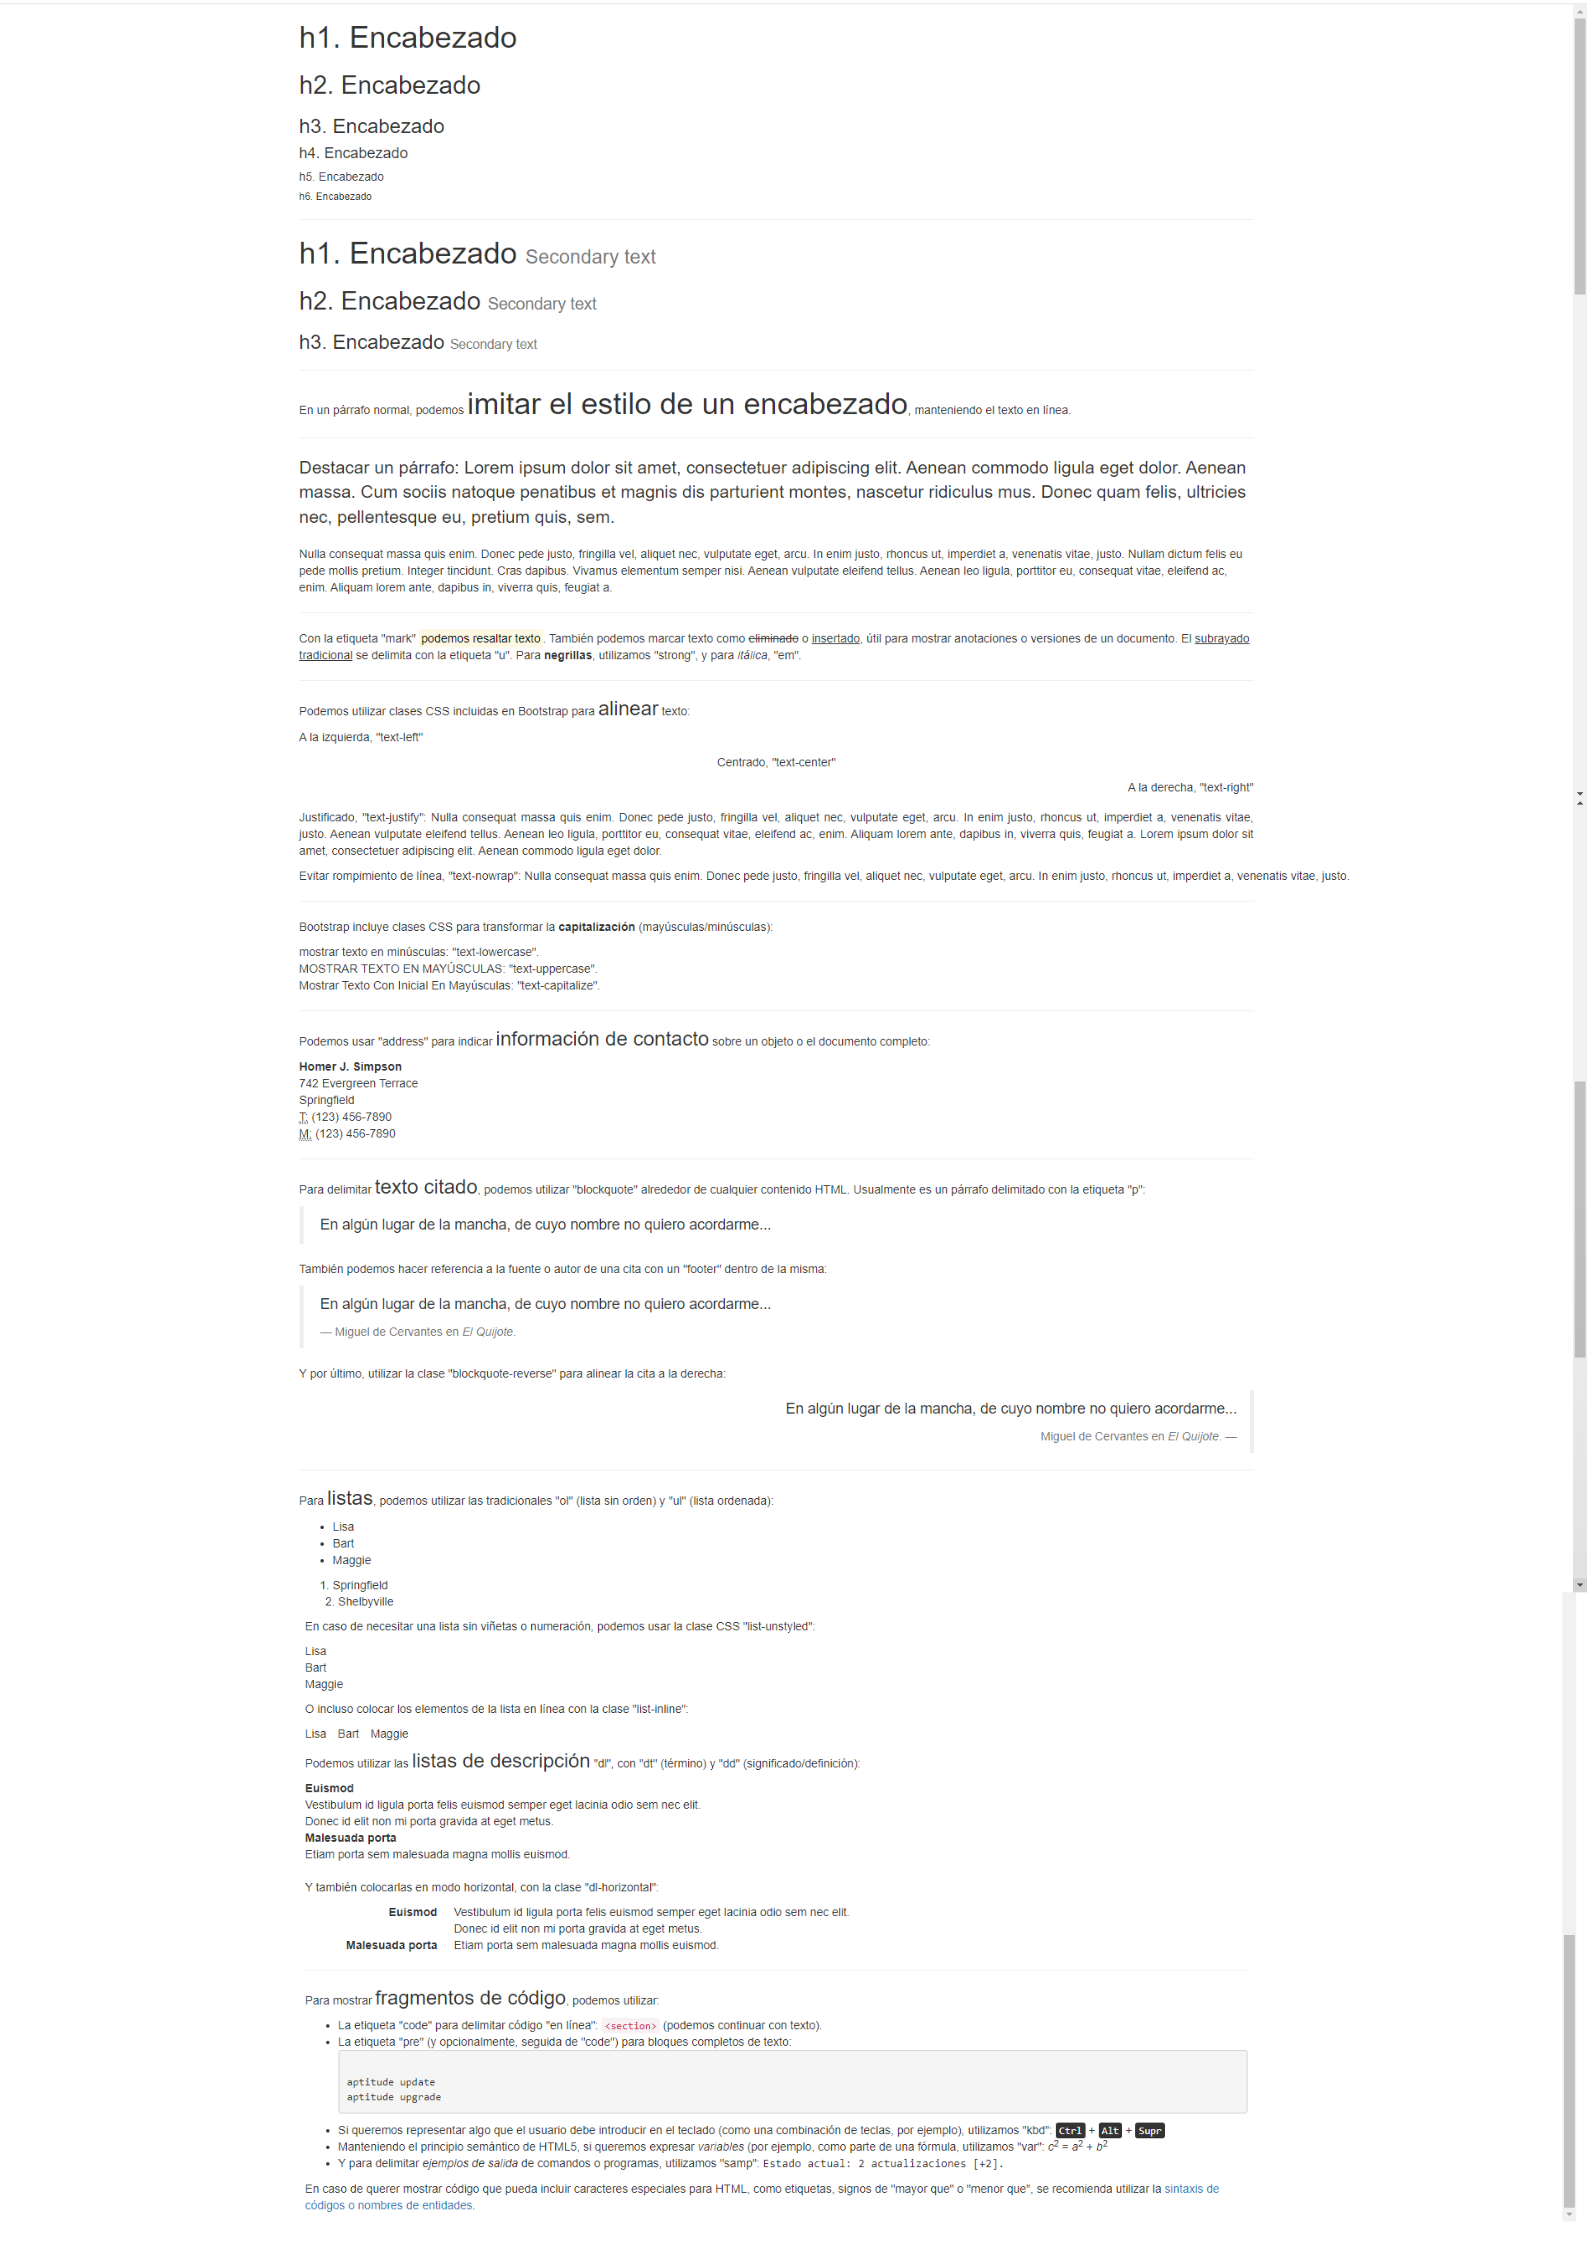 h1. Encabezado
h2. Encabezado
h3. Encabezado
h4. Encabezado
h5. Encabezado
h6. Encabezado
h1. Encabezado Secondary text
h2. Encabezado Secondary text
h3. Encabezado Secondary text
En un párrafo normal, podemos imitar el estilo de un encabezado, manteniendo el texto en línea.
Destacar un párrafo: Lorem ipsum dolor sit amet, consectetuer adipiscing elit. Aenean commodo ligula eget dolor. Aenean
massa. Cum sociis natoque penatibus et magnis dis parturient montes, nascetur ridiculus mus. Donec quam felis, ultricies
nec, pellentesque eu, pretium quis, sem.
Nulla consequat massa quis enim. Donec pede justo, fringilla vel, aliquet nec, vulputate eget, arcu. In enim justo, rhoncus ut, imperdiet a, venenatis vitae, justo. Nullam dictum felis eu
pede mollis pretium. Integer tincidunt. Cras dapibus. Vivamus elementum semper nisi. Aenean vulputate eleifend tellus. Aenean leo ligula, porttitor eu, consequat vitae, eleifend ac,
enim. Aliquam lorem ante, dapibus in, viverra quis, feugiat a.
Con la etiqueta "mark" podemos resaltar texto. También podemos marcar texto como eliminado o insertado, útil para mostrar anotaciones o versiones de un documento. El subrayado
tradicional se delimita con la etiqueta "u". Para negrillas, utilizamos "strong", y para itálica, "em".
Podemos utilizar clases CSS incluidas en Bootstrap para alinear texto:
A la izquierda, "text-left"
Centrado, "text-center"
A la derecha, "text-right"
Justificado, "text-justify": Nulla consequat massa quis enim. Donec pede justo, fringilla vel, aliquet nec, vulputate eget, arcu. In enim justo, rhoncus ut, imperdiet a, venenatis vitae,
justo. Aenean vulputate eleifend tellus. Aenean leo ligula, porttitor eu, consequat vitae, eleifend ac, enim. Aliquam lorem ante, dapibus in, viverra quis, feugiat a. Lorem ipsum dolor sit
amet, consectetuer adipiscing elit. Aenean commodo ligula eget dolor.
Evitar rompimiento de línea, "text-nowrap": Nulla consequat massa quis enim. Donec pede justo, fringilla vel, aliquet nec, vulputate eget, arcu. In enim justo, rhoncus ut, imperdiet a, venenatis vitae, justo.
Bootstrap incluye clases CSS para transformar la capitalización (mayúsculas/minúsculas):
mostrar texto en minúsculas: "text-lowercase".
MOSTRAR TEXTO EN MAYÚSCULAS: "text-uppercase".
Mostrar Texto Con Inicial En Mayúsculas: "text-capitalize".
Podemos usar "address" para indicar información de contacto sobre un objeto o el documento completo:
Homer J. Simpson
742 Evergreen Terrace
Springfield
T: (123) 456-7890
M: (123) 456-7890
Para delimitar texto citado, podemos utilizar "blockquote" alrededor de cualquier contenido HTML. Usualmente es un párrafo delimitado con la etiqueta "p":
En algún lugar de la mancha, de cuyo nombre no quiero acordarme...
También podemos hacer referencia a la fuente o autor de una cita con un "footer" dentro de la misma:
En algún lugar de la mancha, de cuyo nombre no quiero acordarme...
— Miguel de Cervantes en El Quijote.
Y por último, utilizar la clase "blockquote-reverse" para alinear la cita a la derecha:
En algún lugar de la mancha, de cuyo nombre no quiero acordarme...
Miguel de Cervantes en El Quijote. —
Para listas, podemos utilizar las tradicionales "ol" (lista sin orden) y "ul" (lista ordenada):
• Lisa
• Bart
• Maggie
1. Springfield
2. Shelbyville
En caso de necesitar una lista sin viñetas o numeración, podemos usar la clase CSS "list-unstyled":
Lisa
Bart
Maggie
O incluso colocar los elementos de la lista en línea con la clase "list-inline":
Lisa Bart Maggie
Podemos utilizar las listas de descripción "dl", con "dt" (término) y "dd" (significado/definición):
Euismod
Vestibulum id ligula porta felis euismod semper eget lacinia odio sem nec elit.
Donec id elit non mi porta gravida at eget metus.
Malesuada porta
Etiam porta sem malesuada magna mollis euismod.
Y también colocarlas en modo horizontal, con la clase "dl-horizontal":
Euismod Vestibulum id ligula porta felis euismod semper eget lacinia odio sem nec elit.
Donec id elit non mi porta gravida at eget metus.
Malesuada porta Etiam porta sem malesuada magna mollis euismod.
Para mostrar fragmentos de código, podemos utilizar:
• La etiqueta "code" para delimitar código "en línea": <section> (podemos continuar con texto).
• La etiqueta "pre" (y opcionalmente, seguida de "code") para bloques completos de texto:
aptitude update
aptitude upgrade
• Si queremos representar algo que el usuario debe introducir en el teclado (como una combinación de teclas, por ejemplo), utilizamos "kbd": Ctrl + Alt + Supr
• Manteniendo el principio semántico de HTML5, si queremos expresar variables (por ejemplo, como parte de una fórmula, utilizamos "var": c² = a² + b²
• Y para delimitar ejemplos de salida de comandos o programas, utilizamos "samp": Estado actual: 2 actualizaciones [+2].
En caso de querer mostrar código que pueda incluir caracteres especiales para HTML, como etiquetas, signos de "mayor que" o "menor que", se recomienda utilizar la sintaxis de
códigos o nombres de entidades.